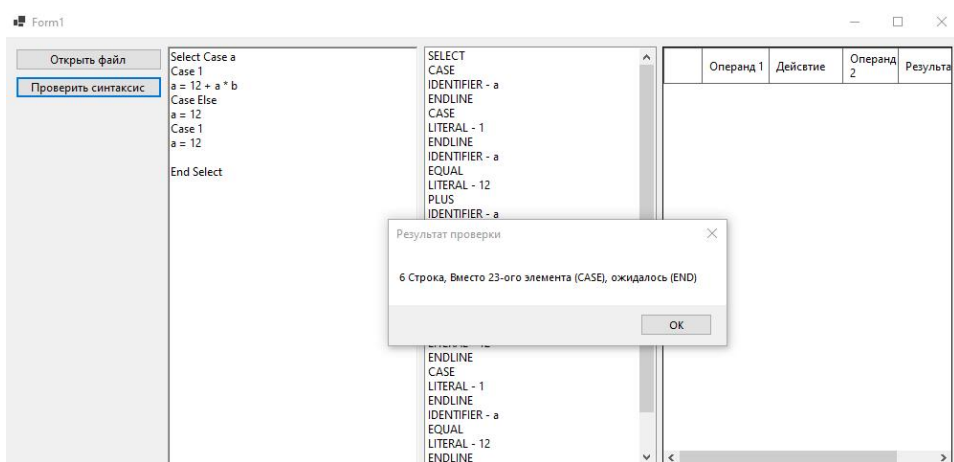 Form1
Открыть файл
Проверить синтаксис
Select Case a
Case 1
a = 12 + a * b
Case Else
a = 12
Case 1
a = 12
End Select
SELECT
CASE
IDENTIFIER - a
ENDLINE
CASE
LITERAL - 1
ENDLINE
IDENTIFIER - a
EQUAL
LITERAL - 12
PLUS
IDENTIFIER - a
ENDLINE
CASE
LITERAL - 1
ENDLINE
IDENTIFIER - a
EQUAL
LITERAL - 12
ENDLINE
Операнд 1
Дейсвтие
Операнд
2
Результа
Результат проверки
6 Строка, Вместо 23-ого элемента (CASE), ожидалось (END)
ОК